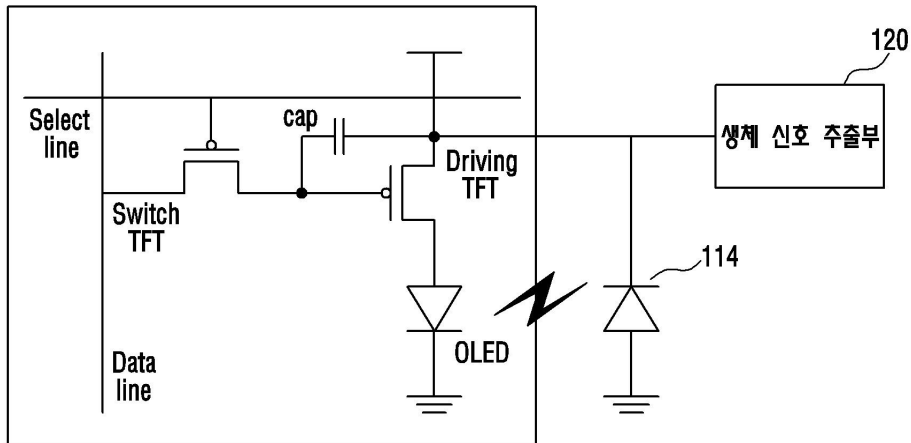 120
생체 신호 추출부
Select
line
cap
Driving
TFT
Switch
TFT
114
OLED
Data
line